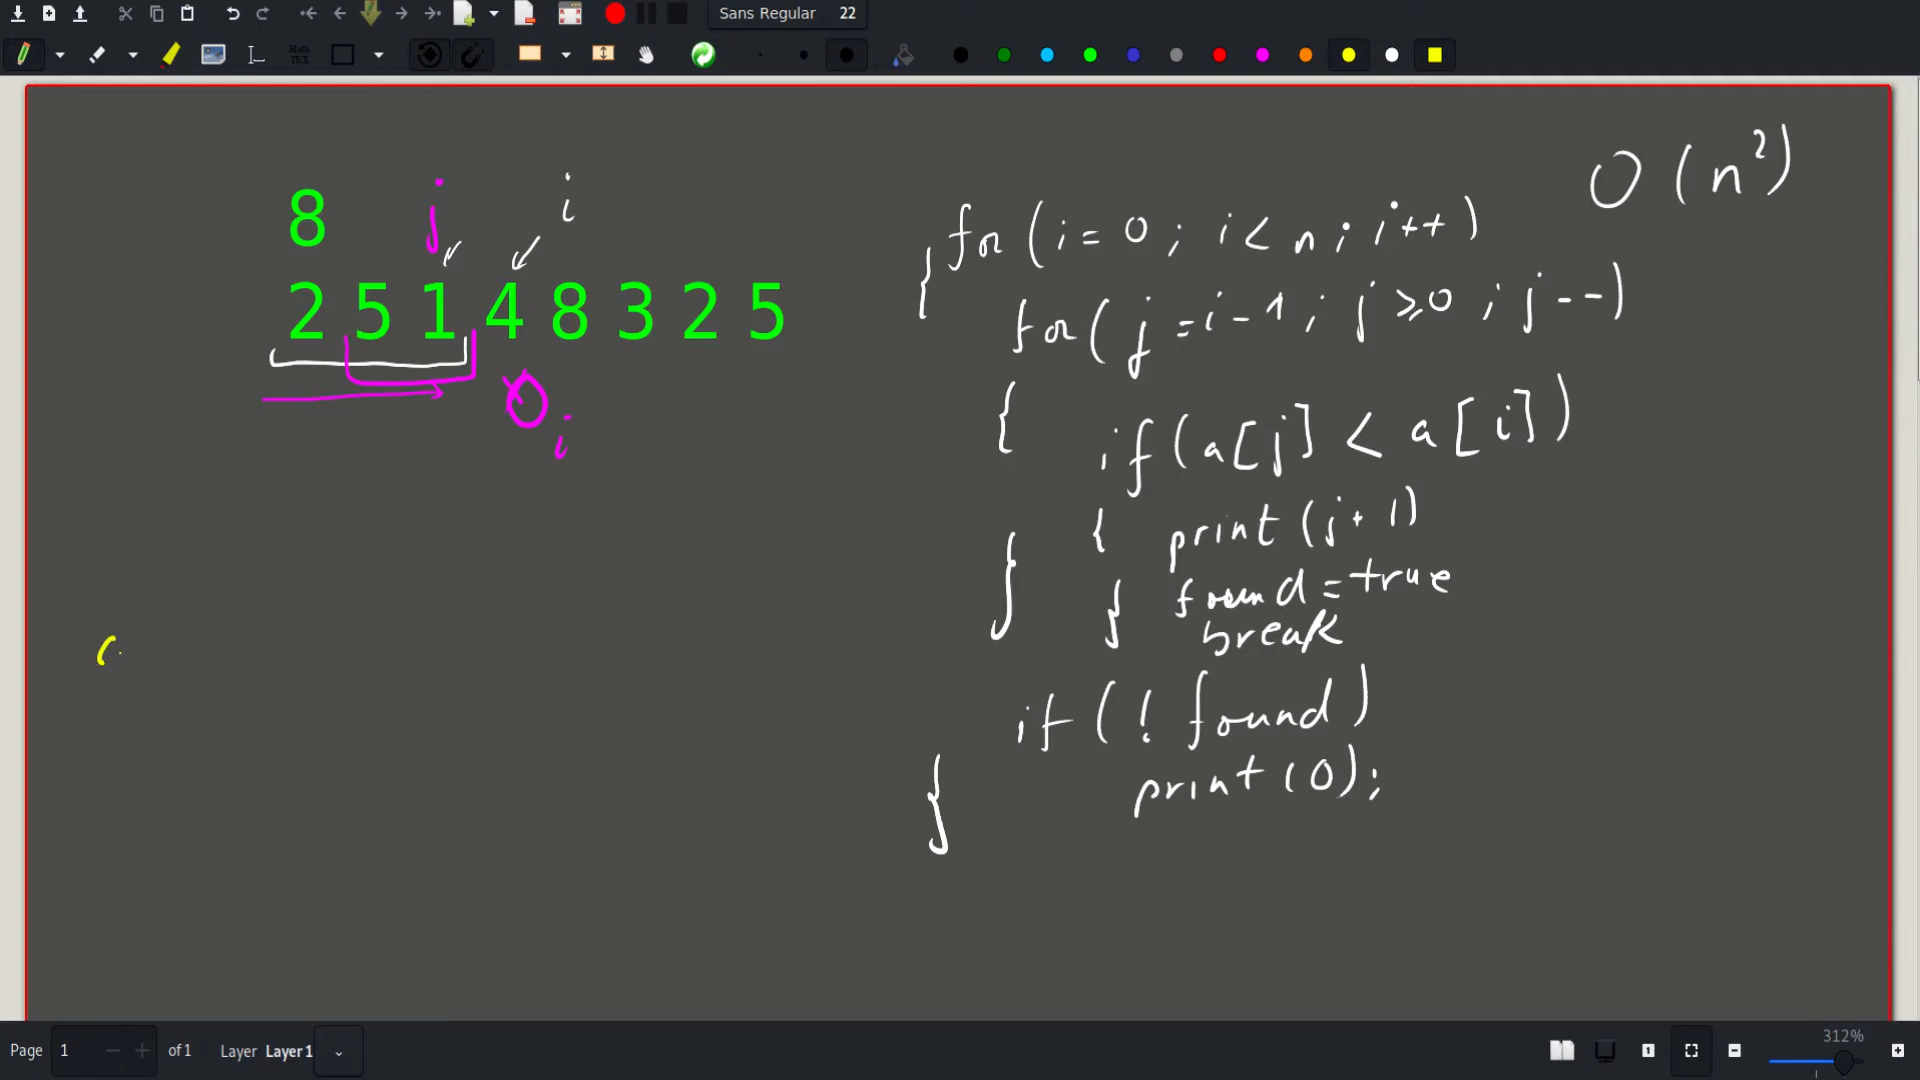 Sans Regular 22
O(n²)
8 j i
2 5 1 4 8 3 2 5
i
for(i=0; i<n; i++)
{
for(j=i-1; j≥0; j--)
{ if(a[j] < a[i])
{ print(j+1)
} } found=true
break
if(!found)
print(0);
}
Page 1 of 1 Layer Layer 1 312%